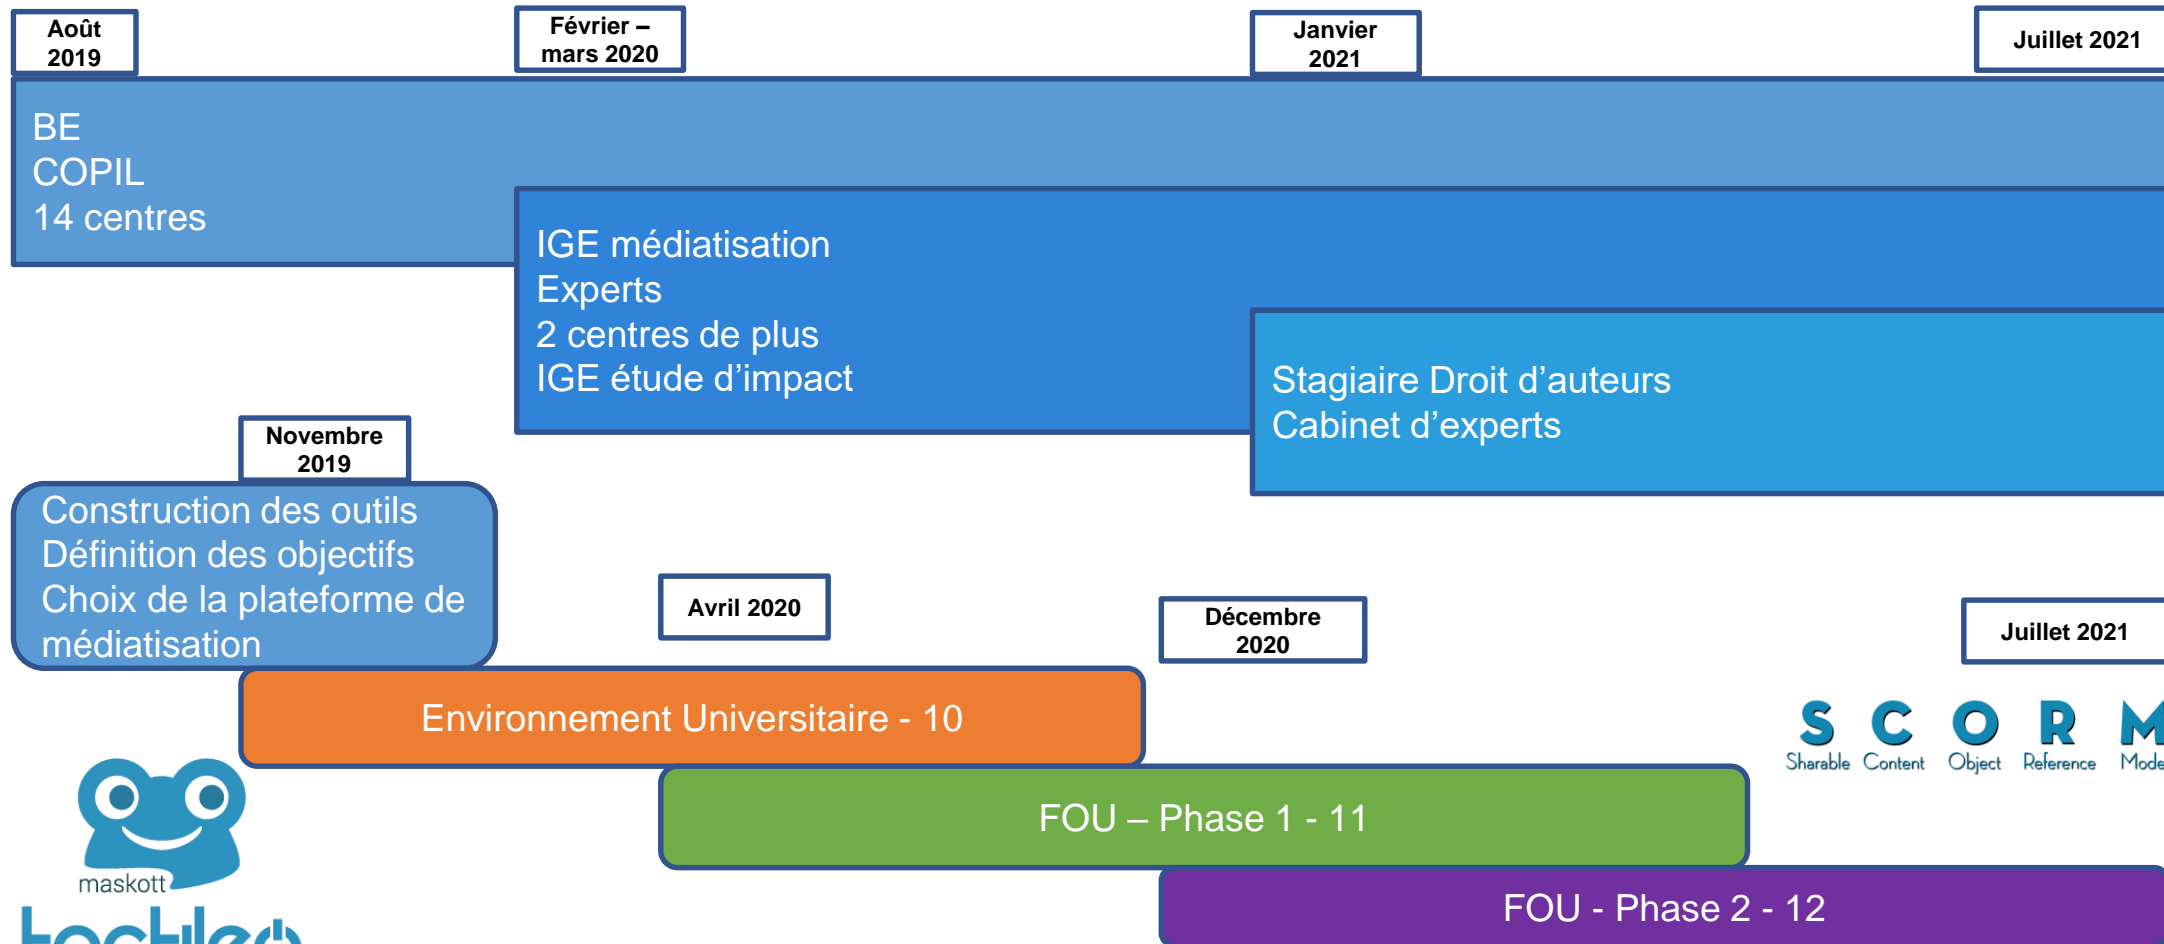 Août
2019
Février –
mars 2020
Janvier
2021
Juillet 2021
BE
COPIL
14 centres
IGE médiatisation
Experts
2 centres de plus
IGE étude d’impact
Stagiaire Droit d’auteurs
Cabinet d’experts
Novembre
2019
Construction des outils
Définition des objectifs
Choix de la plateforme de
médiatisation
Avril 2020
Décembre
2020
Juillet 2021
Environnement Universitaire - 10
S C O R M
Sharable Content Object Reference Mode
FOU – Phase 1 - 11
maskott
tactileo
FOU - Phase 2 - 12